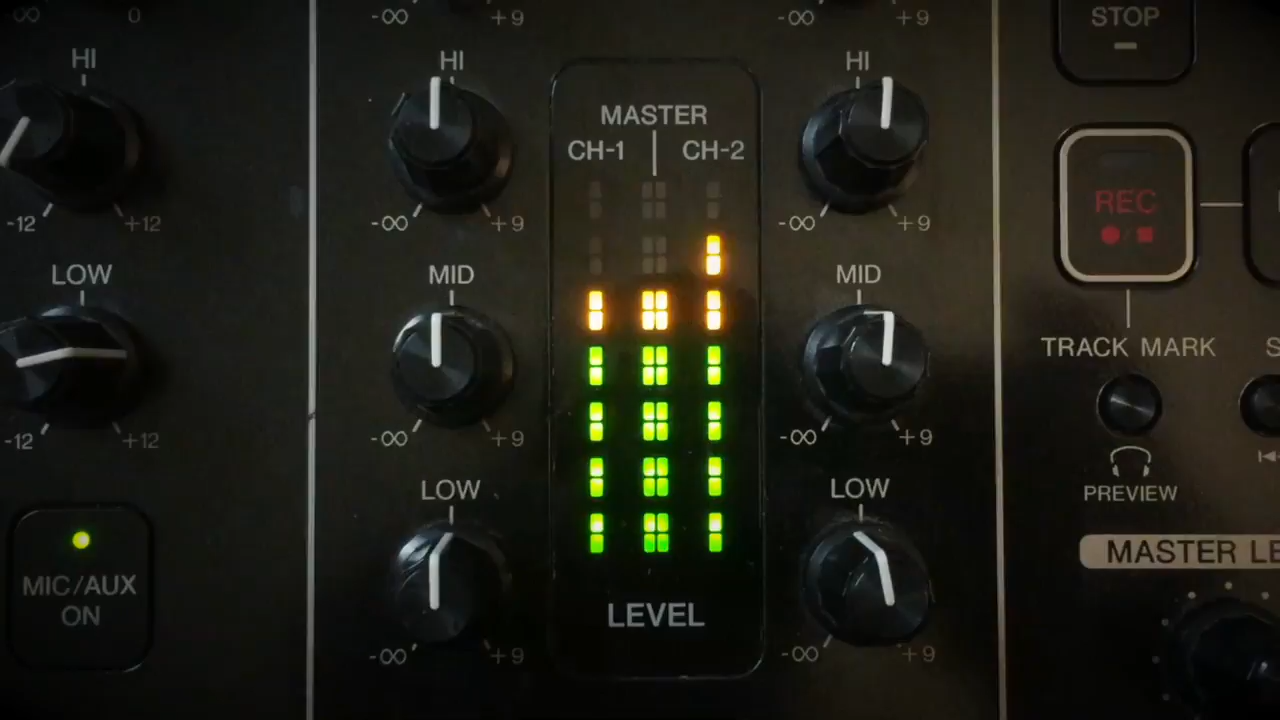 ∞ 0
-∞ +9
-∞ +9
STOP
HI
HI
HI
MASTER
CH-1 CH-2
REC
-12 +12
-∞ +9
-∞ +9
LOW
MID
MID
TRACK MARK
S
-12 +12
-∞ +9
-∞ +9
LOW
LOW
PREVIEW
MASTER LE
MIC/AUX
ON
LEVEL
-∞ +9
-∞ +9